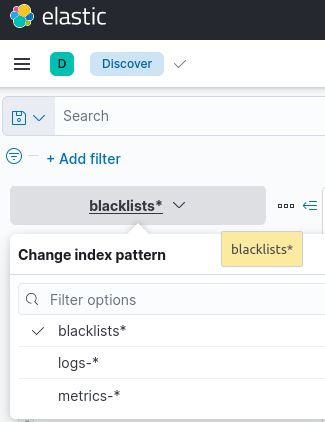 elastic
D Discover
Search
+ Add filter
blacklists*
Change index pattern
blacklists*
Filter options
blacklists*
logs-*
metrics-*